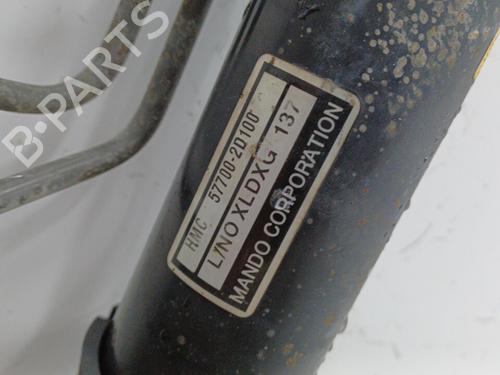 B-PARTS
HMC 57700-2D100
L/NO XLDXG 137
MANDO CORPORATION